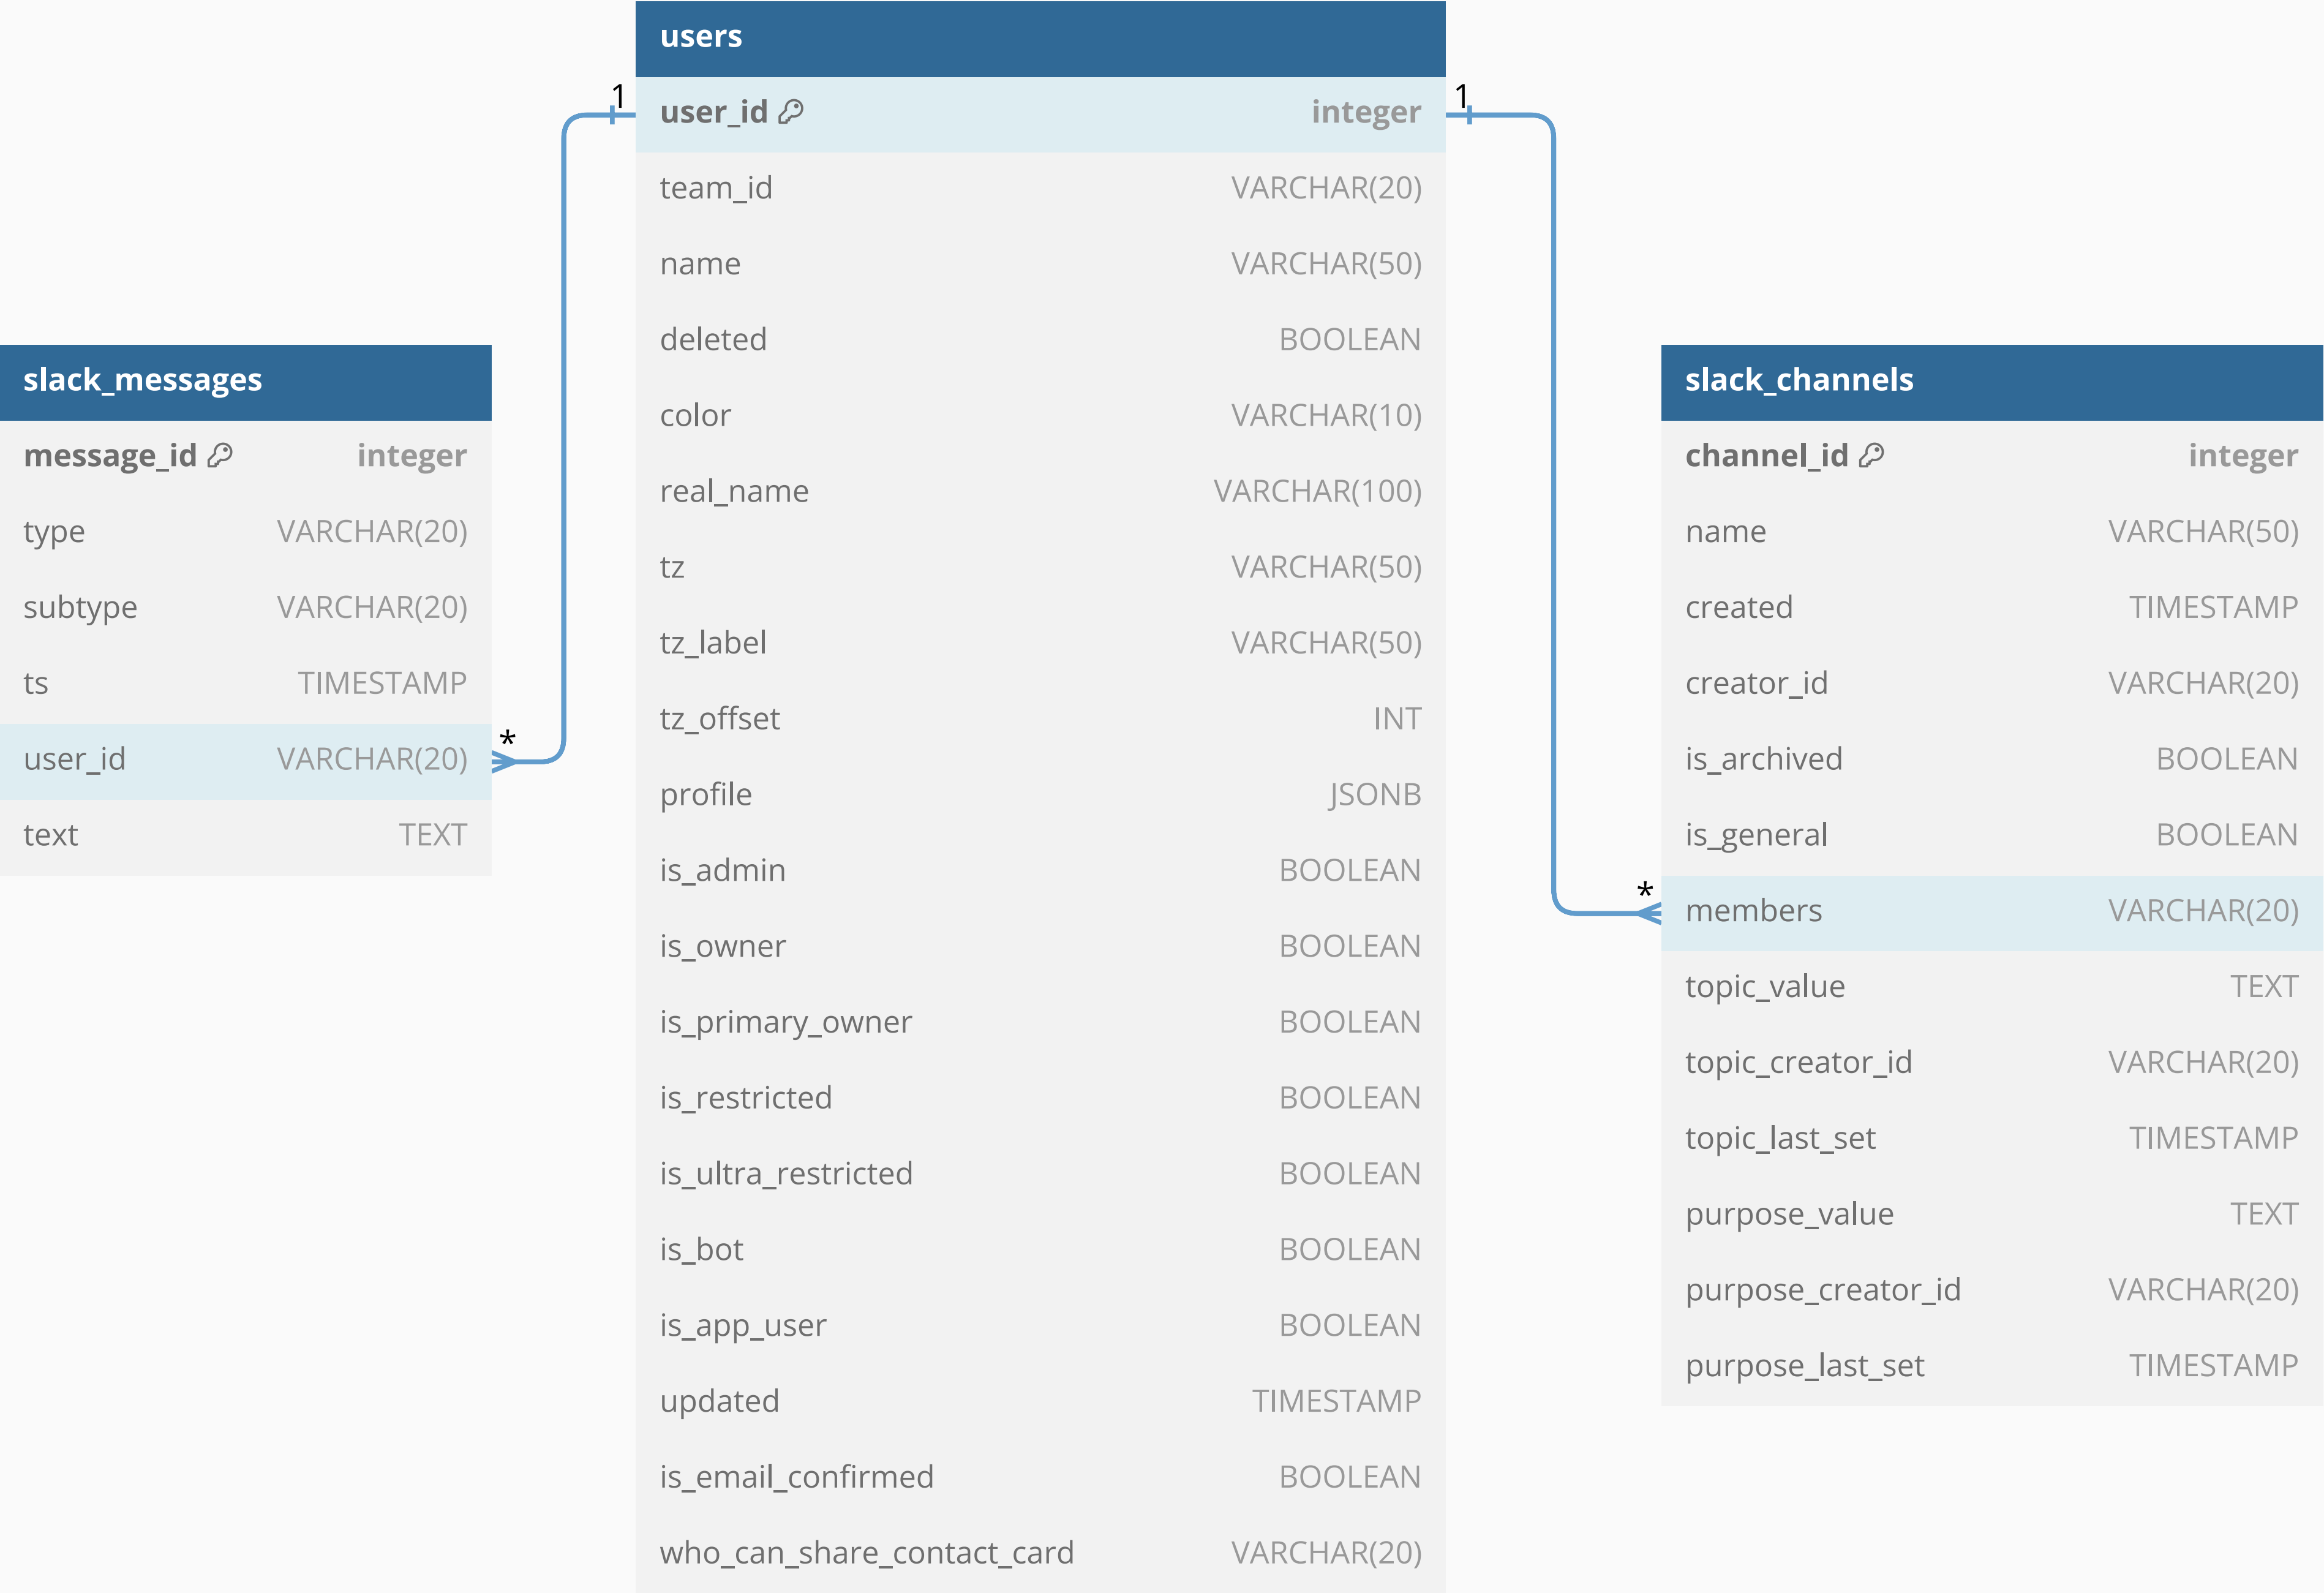 users
1
1
user_id integer
team_id VARCHAR(20)
name VARCHAR(50)
deleted BOOLEAN
color VARCHAR(10)
real_name VARCHAR(100)
tz VARCHAR(50)
tz_label VARCHAR(50)
tz_offset INT
profile JSONB
is_admin BOOLEAN
is_owner BOOLEAN
is_primary_owner BOOLEAN
is_restricted BOOLEAN
is_ultra_restricted BOOLEAN
is_bot BOOLEAN
is_app_user BOOLEAN
updated TIMESTAMP
is_email_confirmed BOOLEAN
who_can_share_contact_card VARCHAR(20)
slack_messages
message_id integer
type VARCHAR(20)
subtype VARCHAR(20)
ts TIMESTAMP
user_id VARCHAR(20)
*
text TEXT
slack_channels
channel_id integer
name VARCHAR(50)
created TIMESTAMP
creator_id VARCHAR(20)
is_archived BOOLEAN
is_general BOOLEAN
*
members VARCHAR(20)
topic_value TEXT
topic_creator_id VARCHAR(20)
topic_last_set TIMESTAMP
purpose_value TEXT
purpose_creator_id VARCHAR(20)
purpose_last_set TIMESTAMP